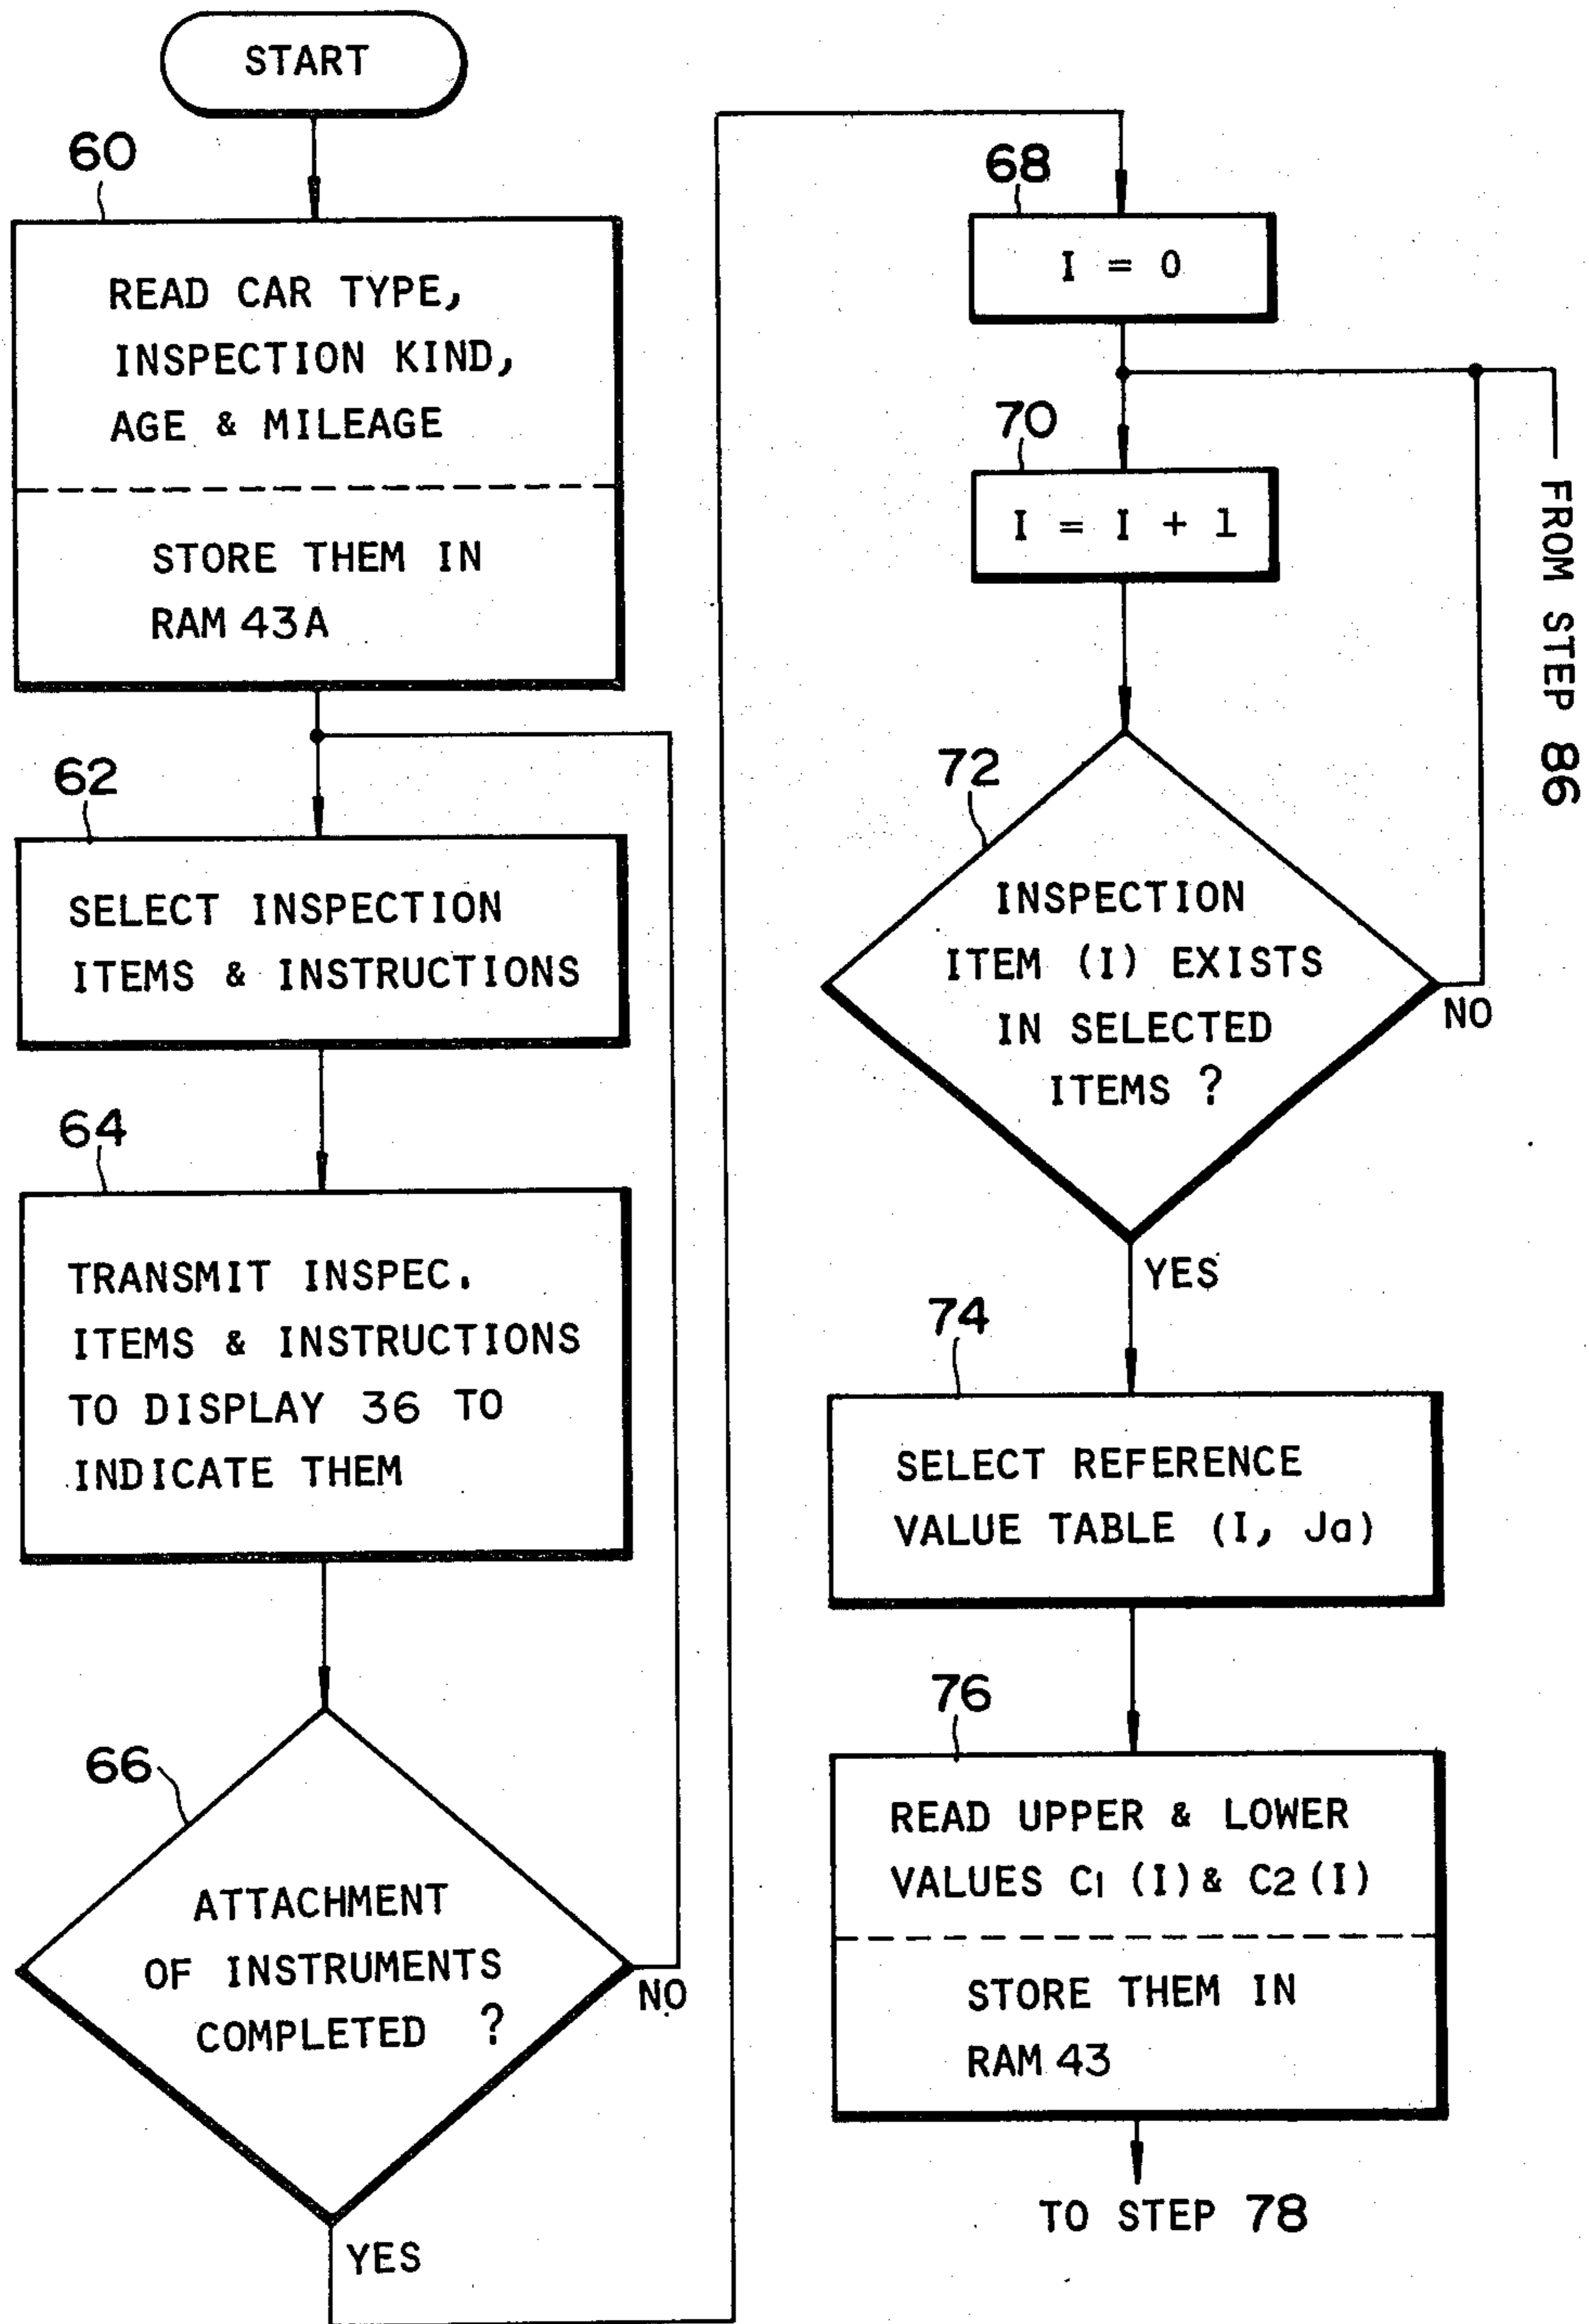 START
60
READ CAR TYPE,
INSPECTION KIND,
AGE & MILEAGE
STORE THEM IN
RAM 43A
62
SELECT INSPECTION
ITEMS & INSTRUCTIONS
64
TRANSMIT INSPEC.
ITEMS & INSTRUCTIONS
TO DISPLAY 36 TO
INDICATE THEM
66
ATTACHMENT
OF INSTRUMENTS
COMPLETED ?
NO
YES
68
I = 0
70
I = I + 1
FROM STEP 86
72
INSPECTION
ITEM (I) EXISTS
IN SELECTED
ITEMS ?
NO
YES
74
SELECT REFERENCE
VALUE TABLE (I, Ja)
76
READ UPPER & LOWER
VALUES C1 (I) & C2 (I)
STORE THEM IN
RAM 43
TO STEP 78